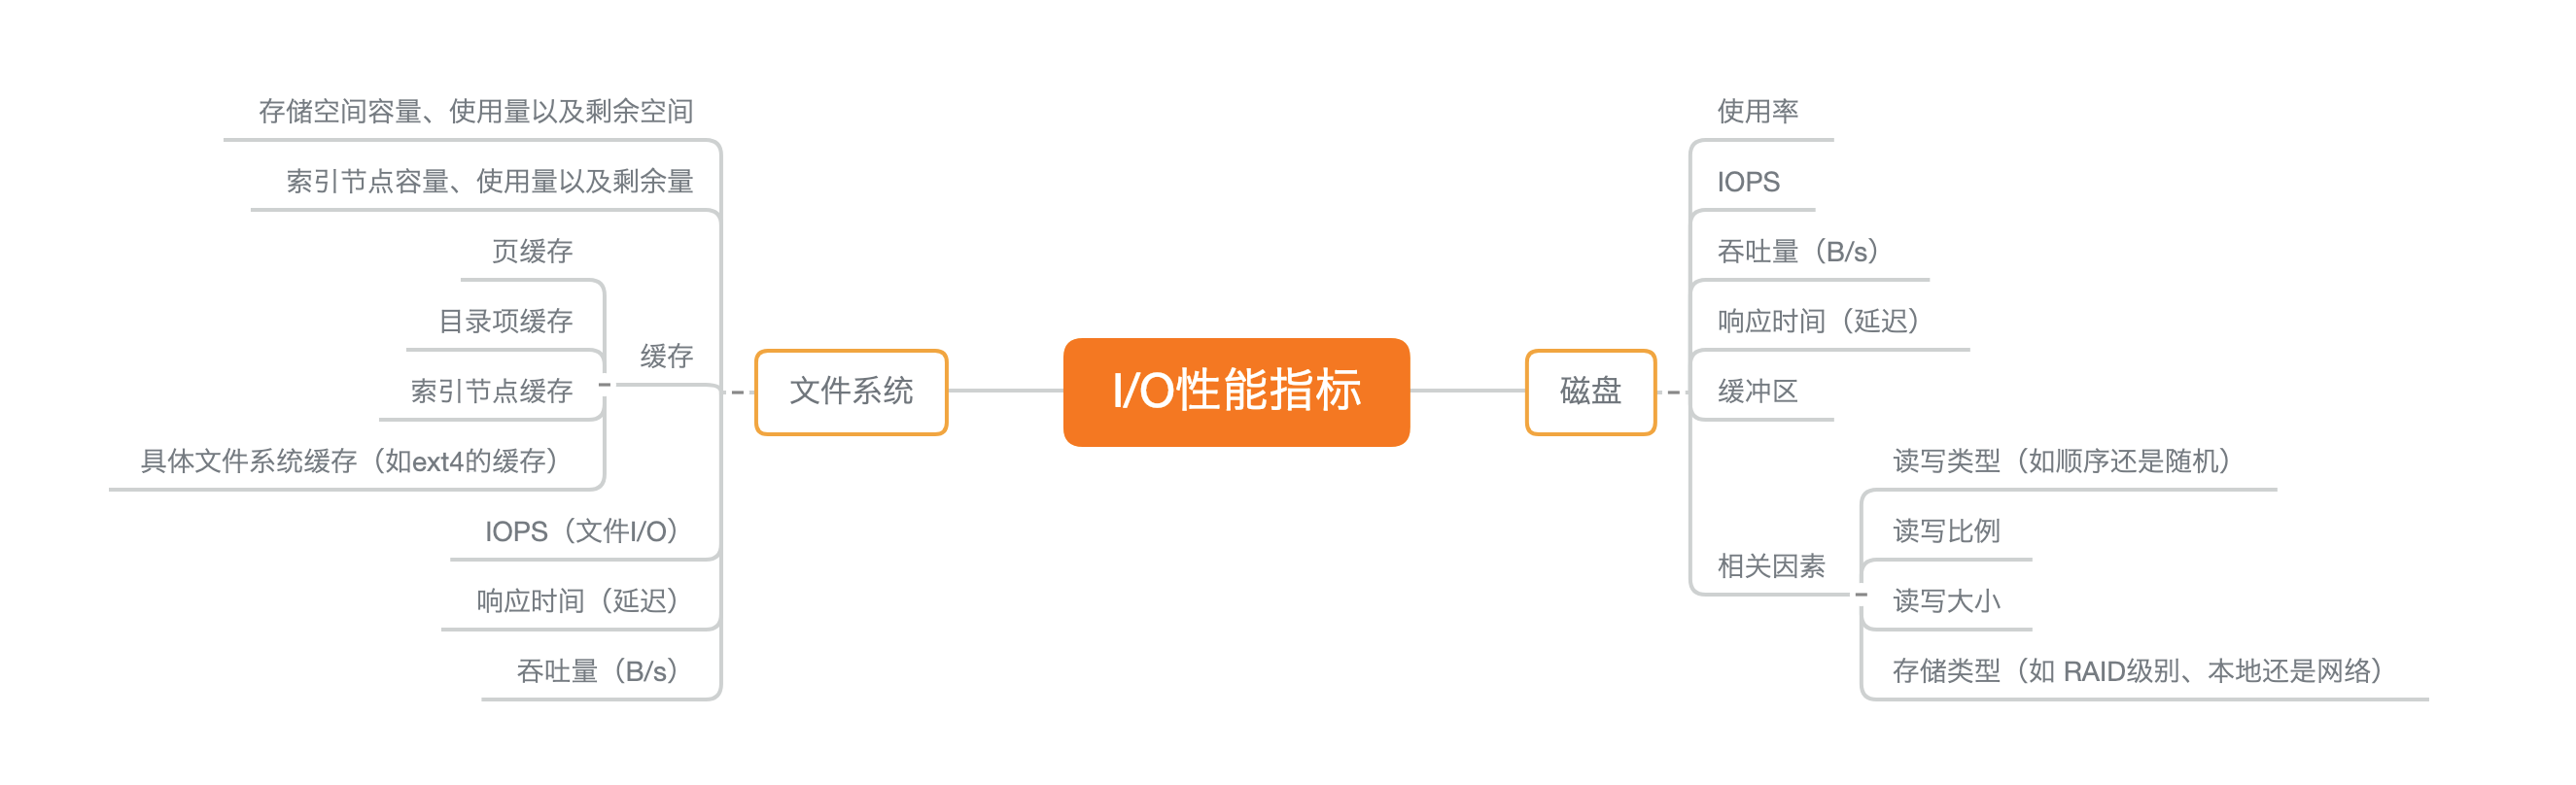 存储空间容量、使用量以及剩余空间
索引节点容量、使用量以及剩余量
页缓存
目录项缓存
索引节点缓存
具体文件系统缓存（如ext4的缓存）
缓存
IOPS（文件I/O）
响应时间（延迟）
吞吐量（B/s）
文件系统
I/O性能指标
磁盘
使用率
IOPS
吞吐量（B/s）
响应时间（延迟）
缓冲区
相关因素
读写类型（如顺序还是随机）
读写比例
读写大小
存储类型（如 RAID级别、本地还是网络）